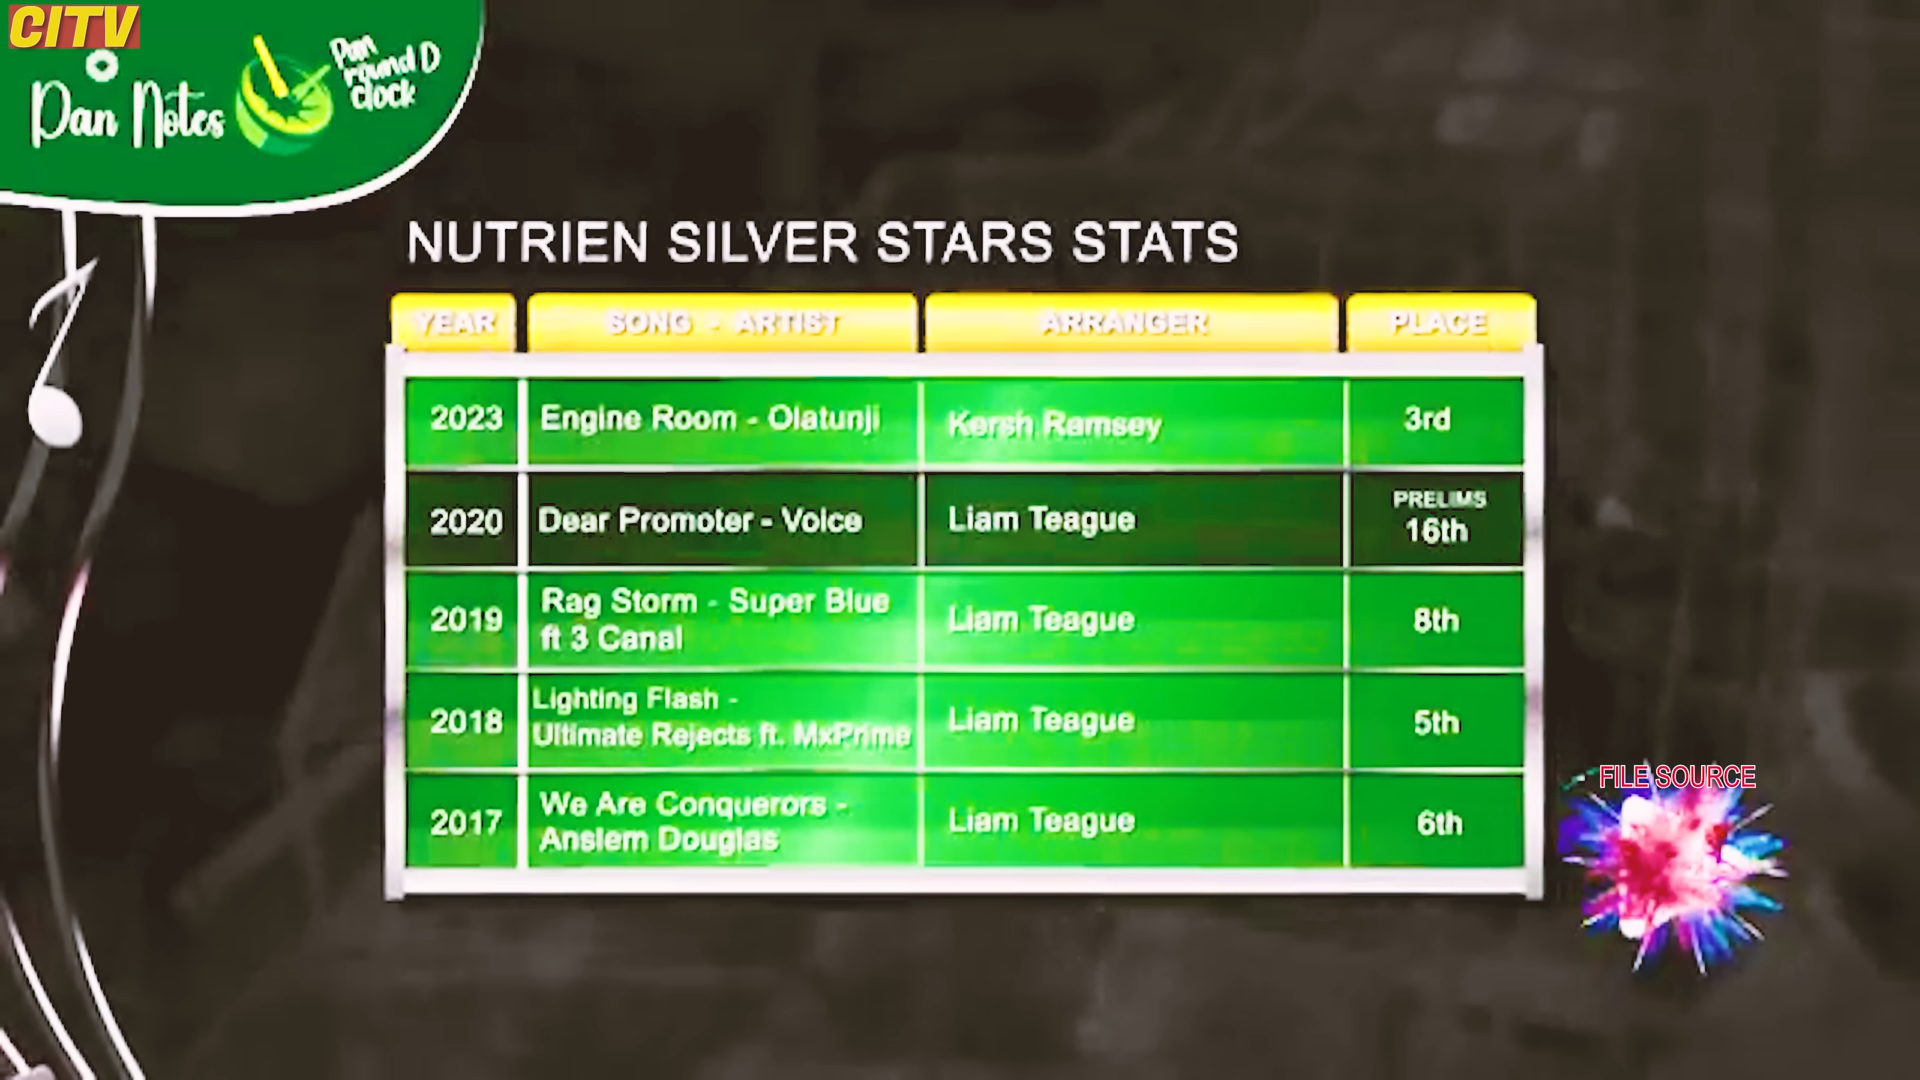 CITV
Pan Notes
Pan
round D
clock
NUTRIEN SILVER STARS STATS
YEAR SONG - ARTIST ARRANGER PLACE
2023 Engine Room - Olatunji Kersh Ramsey 3rd
2020 Dear Promoter - Voice Liam Teague PRELIMS 16th
2019 Rag Storm - Super Blue
ft 3 Canal Liam Teague 8th
2018 Lighting Flash -
Ultimate Rejects ft. MxPrime Liam Teague 5th
2017 We Are Conquerors -
Anslem Douglas Liam Teague 6th
FILE SOURCE